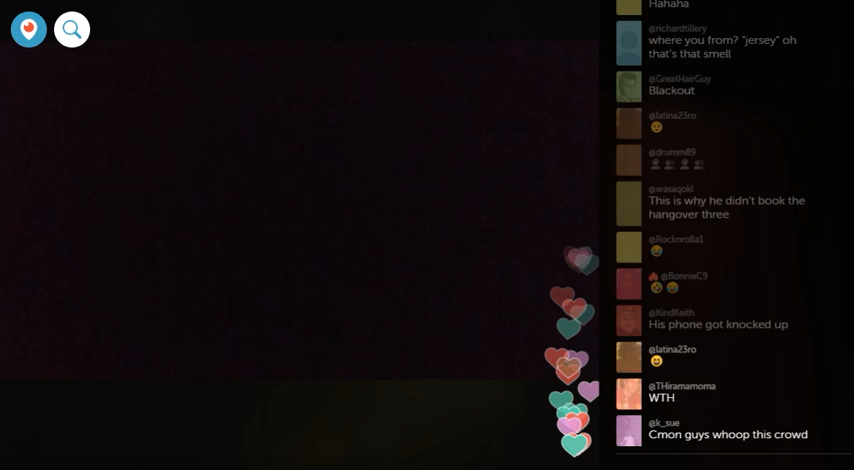 Hahaha
@richardtillery
where you from? "jersey" oh
that's that smell
@GreatHairGuy
Blackout
@latina23ro
@drumm89
@wasaqokl
This is why he didn't book the
hangover three
@Rocknrolla1
@BonnieC9
@KindKeith
His phone got knocked up
@latina23ro
@THiramamoma
WTH
@k_sue
Cmon guys whoop this crowd